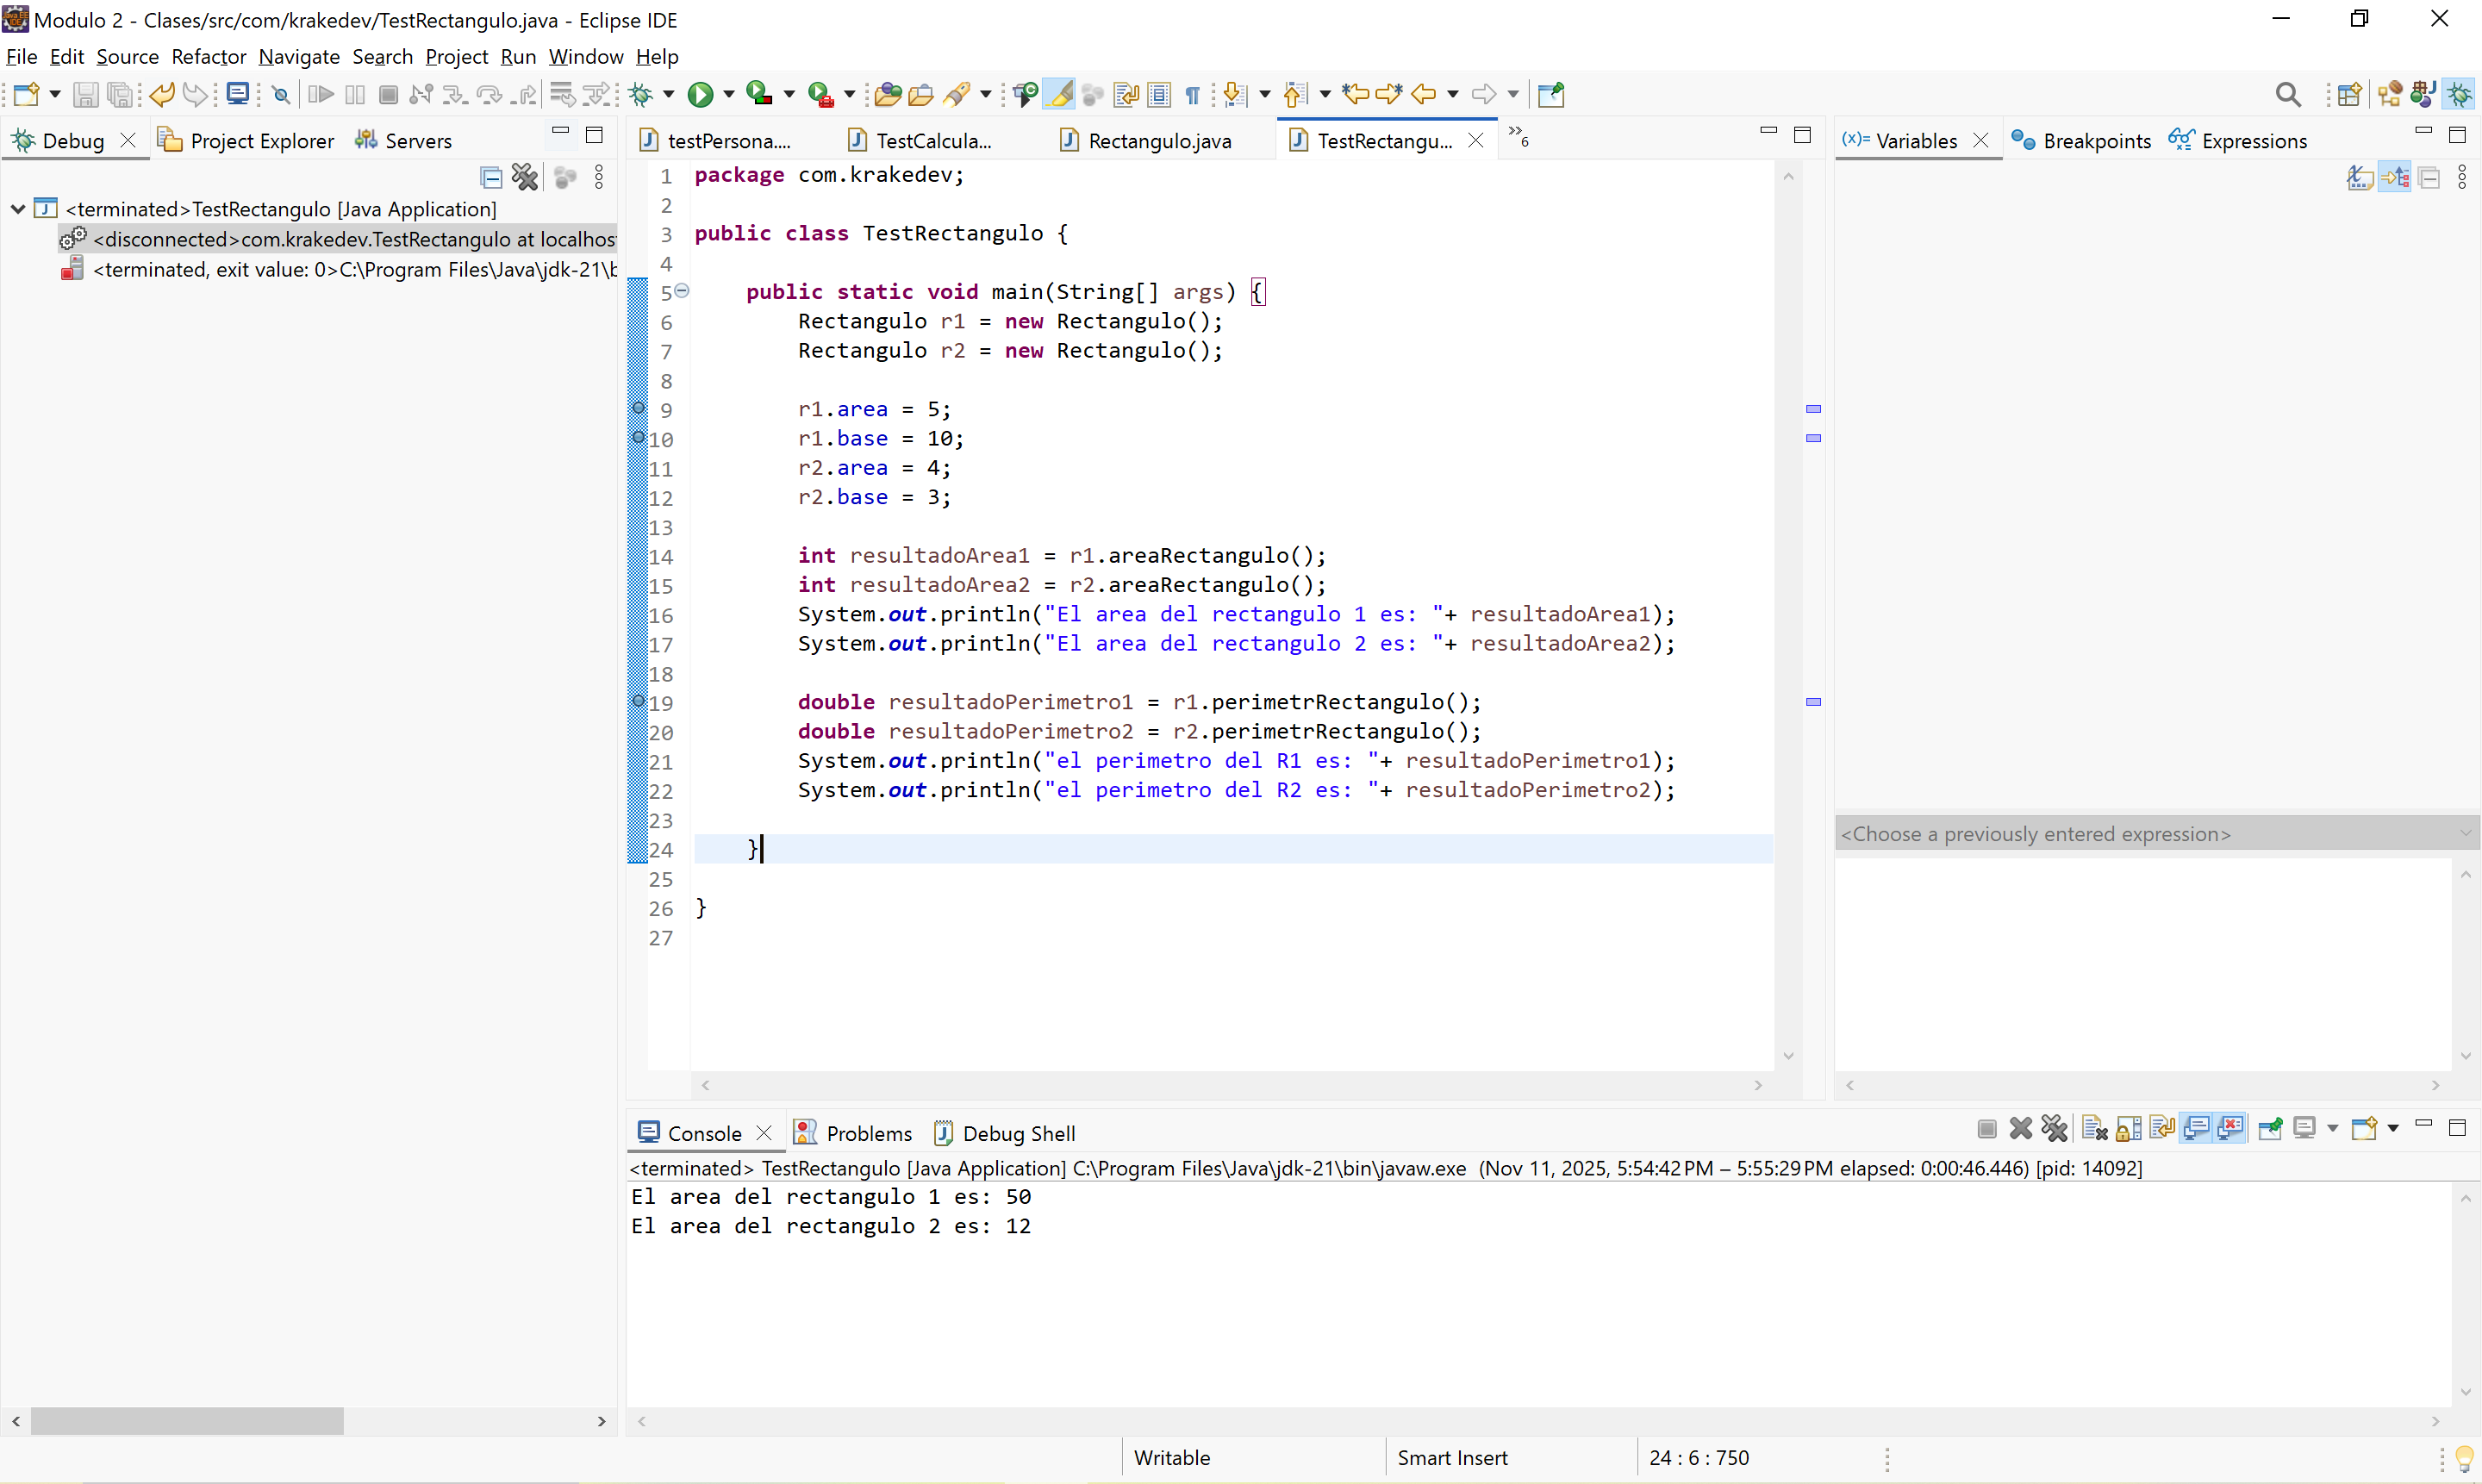 Modulo 2 - Clases/src/com/krakedev/TestRectangulo.java - Eclipse IDE
File Edit Source Refactor Navigate Search Project Run Window Help
Debug Project Explorer Servers
<terminated>TestRectangulo [Java Application]
<disconnected>com.krakedev.TestRectangulo at localhos
<terminated, exit value: 0>C:\Program Files\Java\jdk-21\b
testPersona.... TestCalcula... Rectangulo.java TestRectangu... »6
1 package com.krakedev;
2
3 public class TestRectangulo {
4
5 public static void main(String[] args) {
6 Rectangulo r1 = new Rectangulo();
7 Rectangulo r2 = new Rectangulo();
8
9 r1.area = 5;
10 r1.base = 10;
11 r2.area = 4;
12 r2.base = 3;
13
14 int resultadoArea1 = r1.areaRectangulo();
15 int resultadoArea2 = r2.areaRectangulo();
16 System.out.println("El area del rectangulo 1 es: "+ resultadoArea1);
17 System.out.println("El area del rectangulo 2 es: "+ resultadoArea2);
18
19 double resultadoPerimetro1 = r1.perimetrRectangulo();
20 double resultadoPerimetro2 = r2.perimetrRectangulo();
21 System.out.println("el perimetro del R1 es: "+ resultadoPerimetro1);
22 System.out.println("el perimetro del R2 es: "+ resultadoPerimetro2);
23
24 }
25
26 }
27
(x)= Variables Breakpoints Expressions
<Choose a previously entered expression>
Console Problems Debug Shell
<terminated> TestRectangulo [Java Application] C:\Program Files\Java\jdk-21\bin\javaw.exe (Nov 11, 2025, 5:54:42 PM – 5:55:29 PM elapsed: 0:00:46.446) [pid: 14092]
El area del rectangulo 1 es: 50
El area del rectangulo 2 es: 12
Writable Smart Insert 24 : 6 : 750